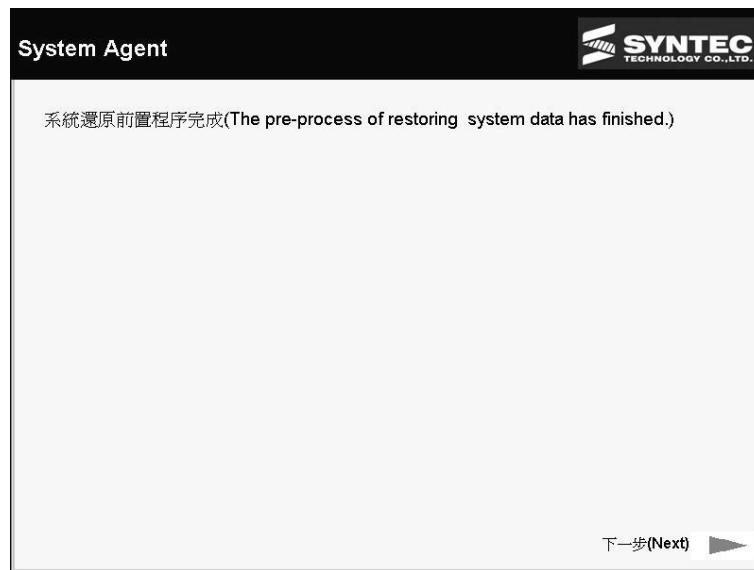 System Agent
SYNTEC
TECHNOLOGY CO.,LTD.
系統還原前置程序完成(The pre-process of restoring  system data has finished.)
下一步(Next)